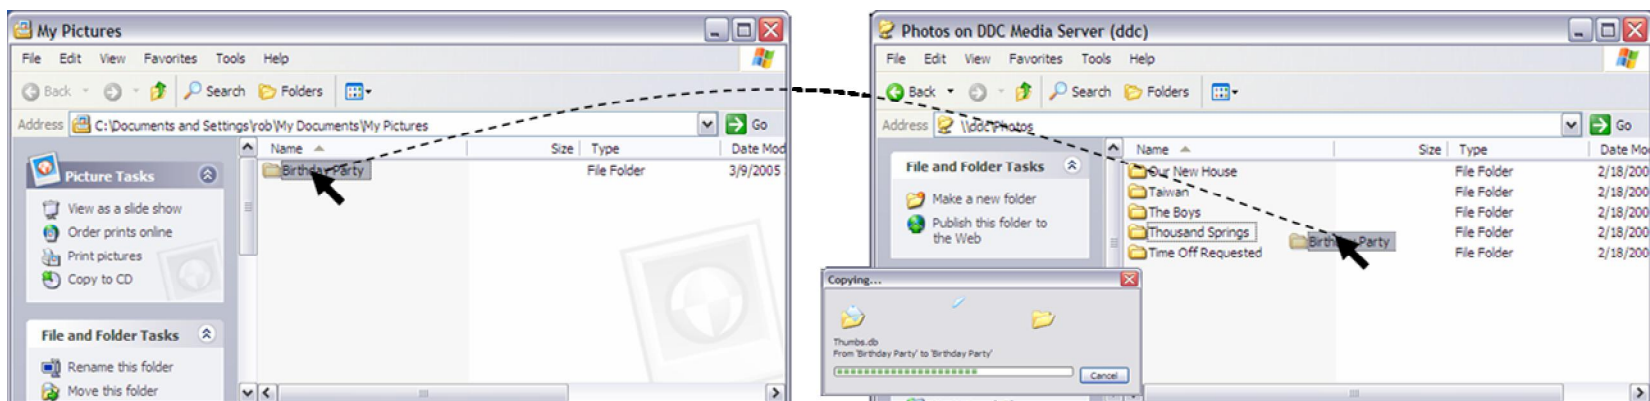 My Pictures
File Edit View Favorites Tools Help
Back Search Folders
Address C:\Documents and Settings\rob\My Documents\My Pictures Go
Picture Tasks
View as a slide show
Order prints online
Print pictures
Copy to CD
File and Folder Tasks
Rename this folder
Move this folder
Name Size Type Date Mod
Birthday Party File Folder 3/9/2005
Photos on DDC Media Server (ddc)
File Edit View Favorites Tools Help
Back Search Folders
Address \\ddc\Photos Go
File and Folder Tasks
Make a new folder
Publish this folder to
the Web
Name Size Type Date Mo
Our New House File Folder 2/18/200
Taiwan File Folder 2/18/200
The Boys File Folder 2/18/200
Thousand Springs File Folder 2/18/200
Birthday Party
Time Off Requested File Folder 2/18/200
Copying...
Thumbs.db
From 'Birthday Party' to 'Birthday Party'
Cancel